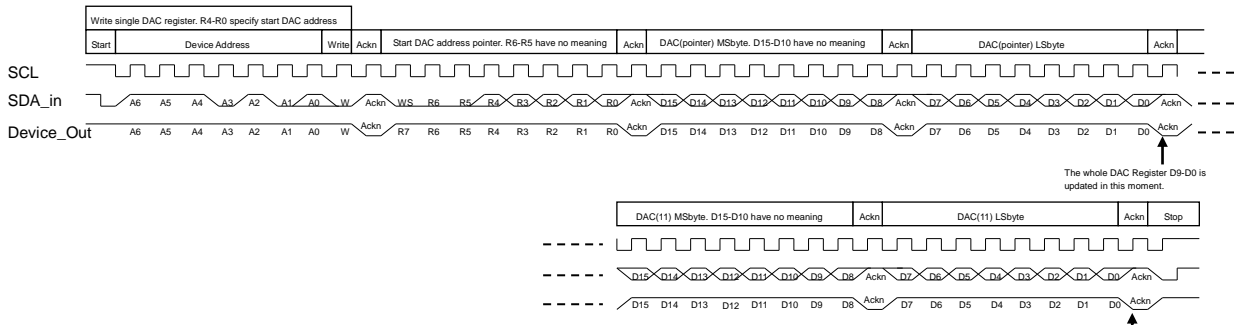 Write single DAC register. R4-R0 specify start DAC address
Start Device Address Write Ackn Start DAC address pointer. R6-R5 have no meaning Ackn DAC(pointer) MSbyte. D15-D10 have no meaning Ackn DAC(pointer) LSbyte Ackn
SCL
SDA_in A6 A5 A4 A3 A2 A1 A0 W Ackn WS R6 R5 R4 R3 R2 R1 R0 Ackn D15 D14 D13 D12 D11 D10 D9 D8 Ackn D7 D6 D5 D4 D3 D2 D1 D0 Ackn
Device_Out A6 A5 A4 A3 A2 A1 A0 W Ackn R7 R6 R5 R4 R3 R2 R1 R0 Ackn D15 D14 D13 D12 D11 D10 D9 D8 Ackn D7 D6 D5 D4 D3 D2 D1 D0 Ackn
The whole DAC Register D9-D0 is
updated in this moment.
DAC(11) MSbyte. D15-D10 have no meaning Ackn DAC(11) LSbyte Ackn Stop
D15 D14 D13 D12 D11 D10 D9 D8 Ackn D7 D6 D5 D4 D3 D2 D1 D0 Ackn
D15 D14 D13 D12 D11 D10 D9 D8 Ackn D7 D6 D5 D4 D3 D2 D1 D0 Ackn